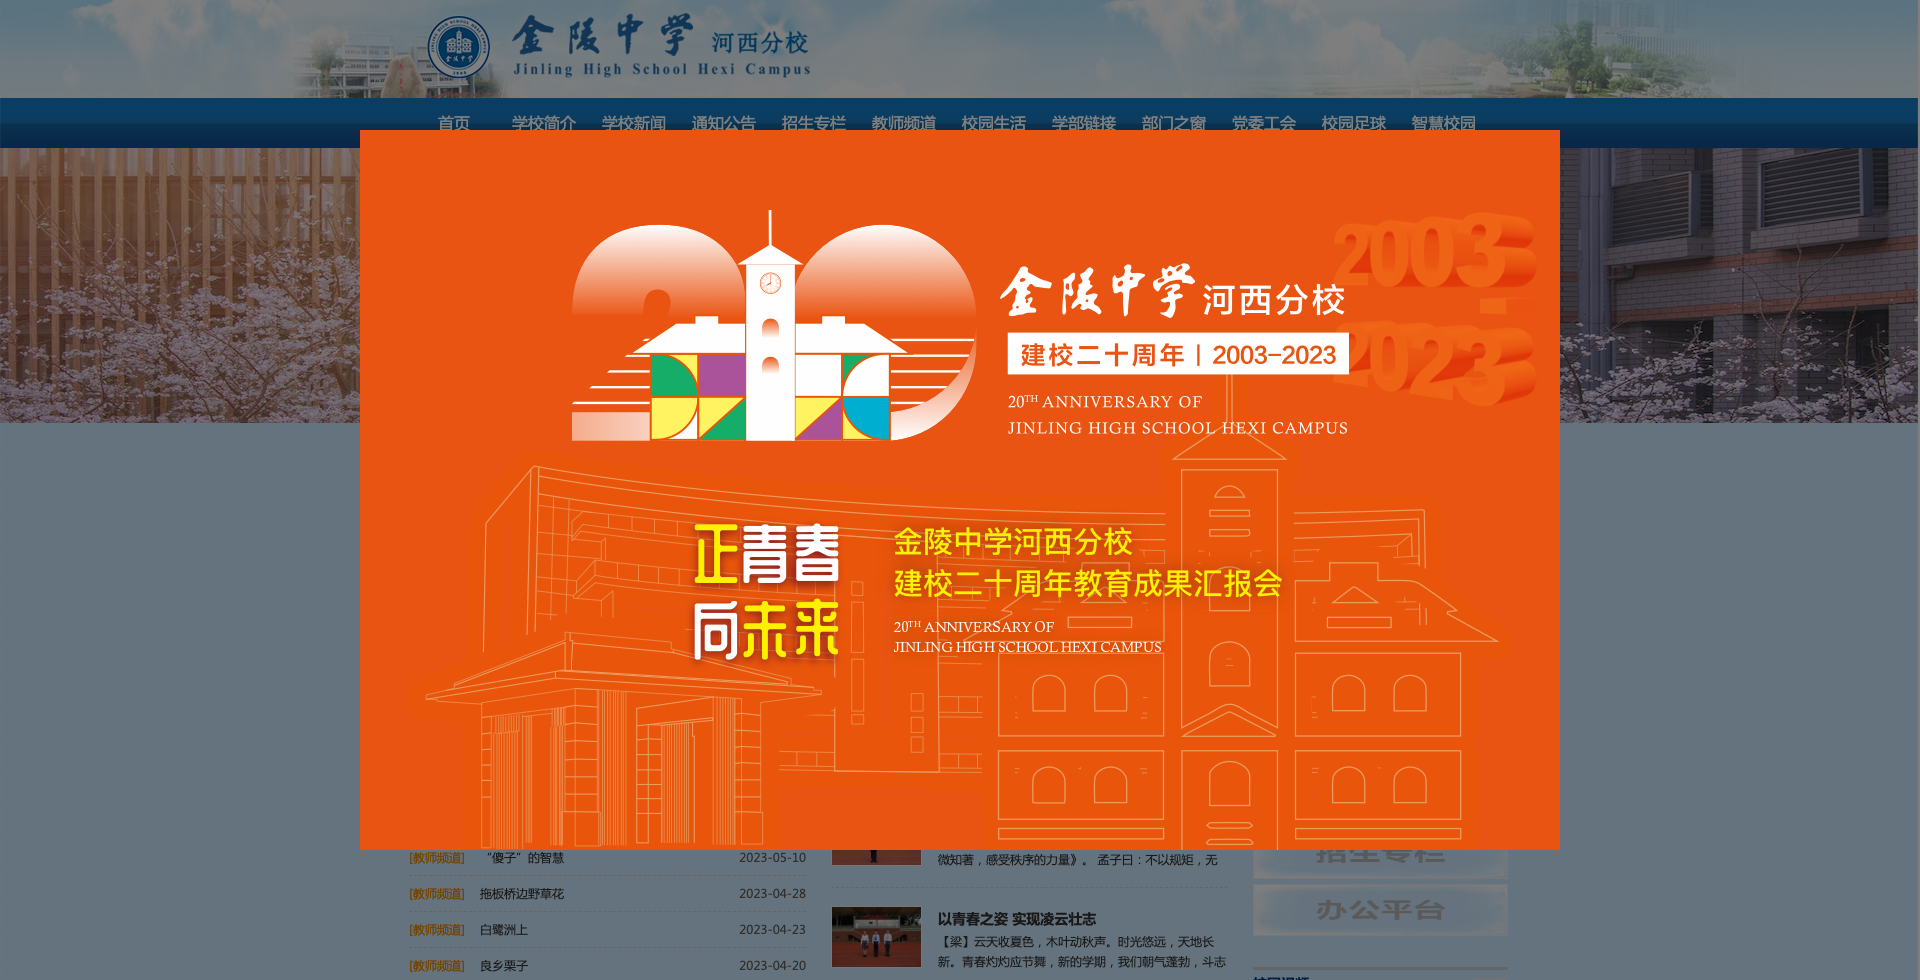 金陵中学 河西分校
Jinling High School Hexi Campus
首页 学校简介 学校新闻 通知公告 招生专栏 教师频道 校园生活 学部链接 部门之窗 党委工会 校园足球 智慧校园
20
2003
金陵中学 河西分校
建校二十周年 | 2003-2023
2023
20TH ANNIVERSARY OF
JINLING HIGH SCHOOL HEXI CAMPUS
正青春
向未来
金陵中学河西分校
建校二十周年教育成果汇报会
20TH ANNIVERSARY OF
JINLING HIGH SCHOOL HEXI CAMPUS
[教师频道] “傻子”的智慧 2023-05-10
[教师频道] 拖板桥边野草花 2023-04-28
[教师频道] 白鹭洲上 2023-04-23
[教师频道] 良乡栗子 2023-04-20
微知著，感受秩序的力量》。 孟子曰：不以规矩，无
以青春之姿 实现凌云壮志
【梁】云天收夏色，木叶动秋声。时光悠远，天地长
新。青春灼灼应节舞，新的学期，我们朝气蓬勃，斗志
招生专栏
办公平台
校园视频